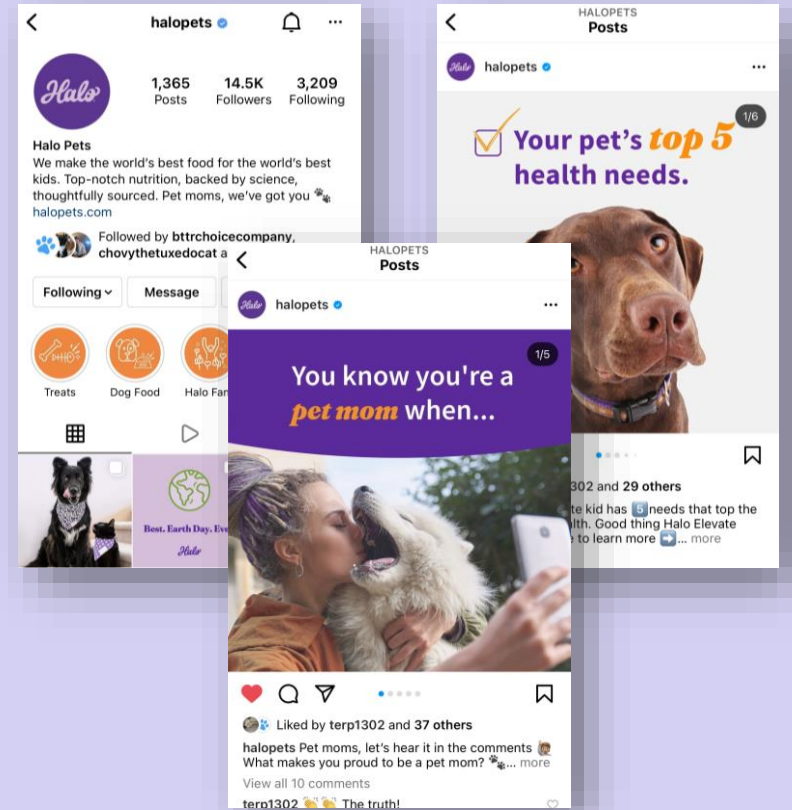 halopets
Halo
1,365
14.5K
3,209
Posts
Followers
Following
Halo Pets
We make the world's best food for the world's best
kids. Top-notch nutrition, backed by science,
thoughtfully sourced. Pet moms, we've got you 🐾
halopets.com
Followed by bttrchoicecompany,
chovythetuxedocat a
Following
Message
Treats
Dog Food
Halo Fam
Best. Earth Day. Eve
Halo
HALOPETS
Posts
Halo
halopets
1/5
You know you're a
pet mom when...
Liked by terp1302 and 37 others
halopets Pet moms, let's hear it in the comments 🙋🏽
What makes you proud to be a pet mom? 🐾... more
View all 10 comments
terp1302 👏 👏 The truth!
HALOPETS
Posts
Halo
halopets
1/6
Your pet's top 5
health needs.
302 and 29 others
te kid has 5️⃣ needs that top the
lth. Good thing Halo Elevate
to learn more ➡️... more